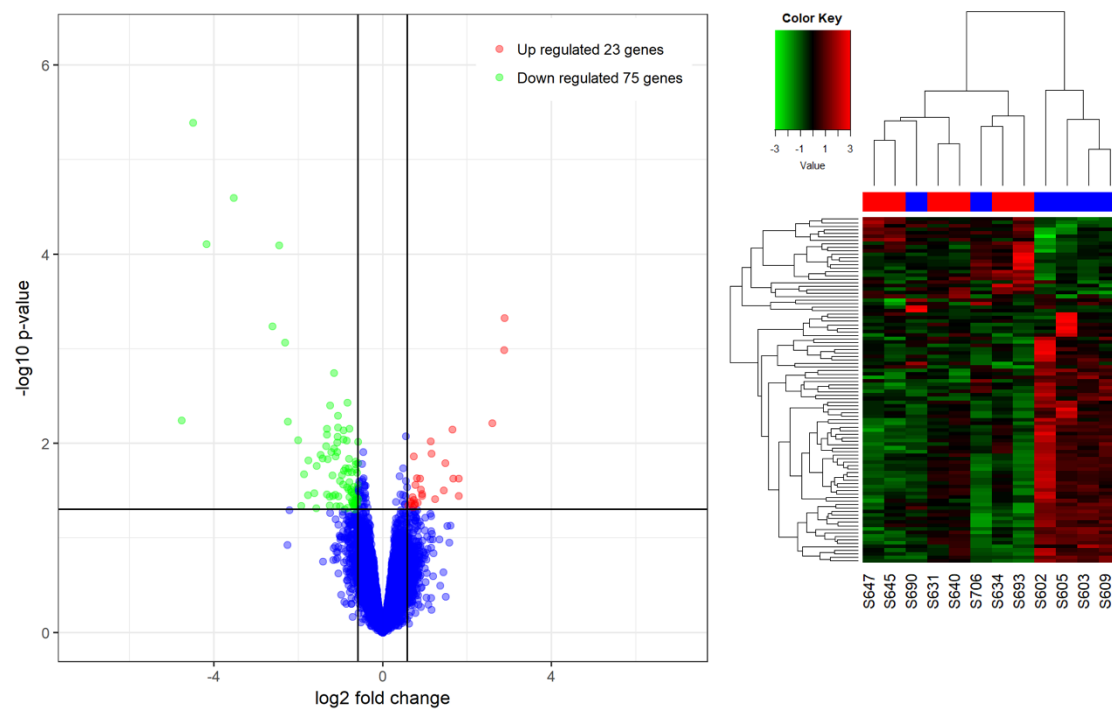 Up regulated 23 genes
Down regulated 75 genes
6
4
2
0
-4
0
4
-log10 p-value
log2 fold change
Color Key
-3
-1
1
3
Value
S647
S645
S690
S631
S640
S706
S634
S693
S602
S605
S603
S609